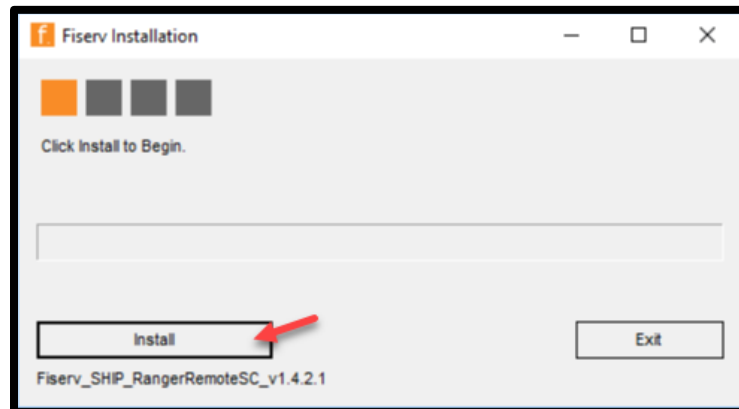 f.
Fiserv Installation
Click Install to Begin.
Install
Exit
Fiserv_SHIP_RangerRemoteSC_v1.4.2.1